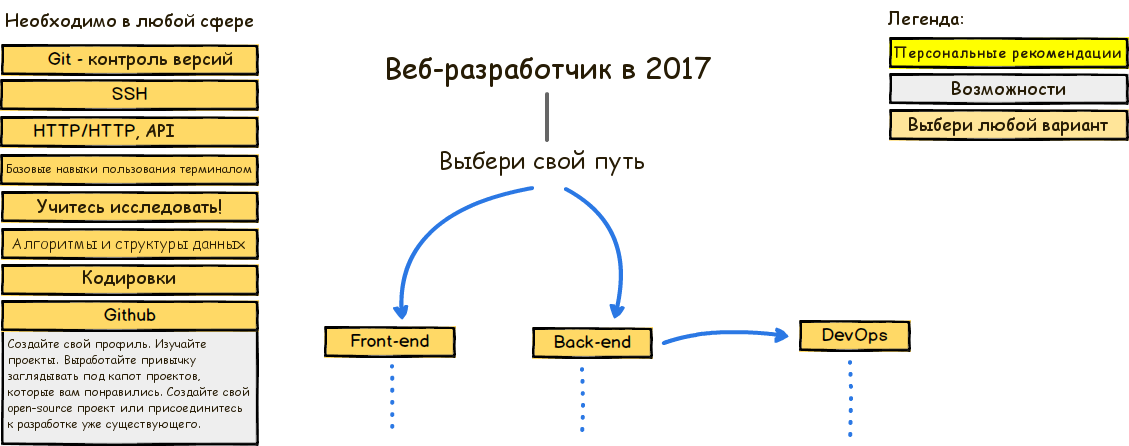 Необходимо в любой сфере
Git - контроль версий
SSH
HTTP/HTTP, API
Базовые навыки пользования терминалом
Учитесь исследовать!
Алгоритмы и структуры данных
Кодировки
Github
Создайте свой профиль. Изучайте
проекты. Выработайте привычку
заглядывать под капот проектов,
которые вам понравились. Создайте свой
open-source проект или присоединитесь
к разработке уже существующего.
Веб-разработчик в 2017
Выбери свой путь
Front-end
Back-end
DevOps
Легенда:
Персональные рекомендации
Возможности
Выбери любой вариант